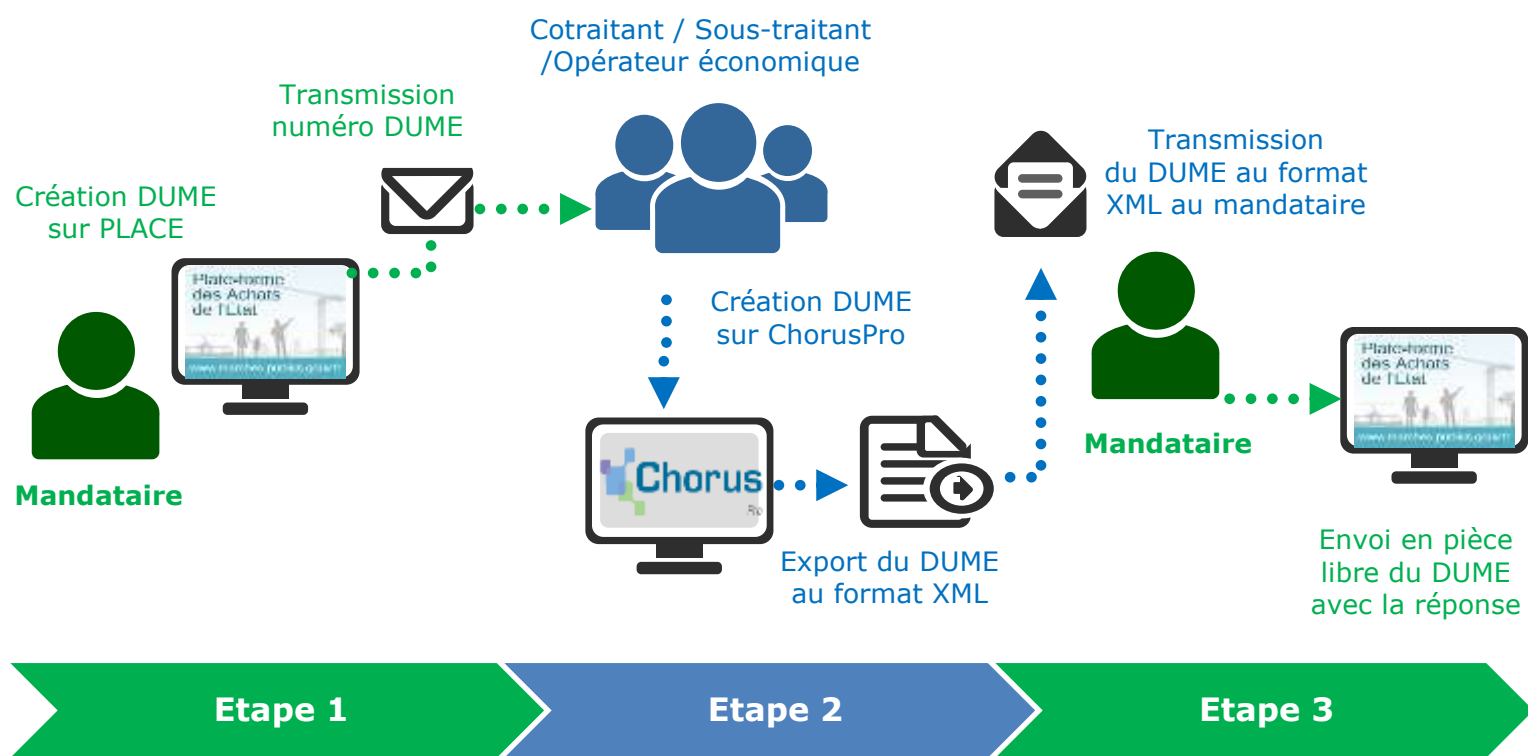 Cotraitant / Sous-traitant
/Opérateur économique
Transmission
numéro DUME
Création DUME
sur PLACE
Plate-forme
des Achats
de l'Etat
Mandataire
Création DUME
sur ChorusPro
Chorus
Pro
Export du DUME
au format XML
Transmission
du DUME au format
XML au mandataire
Mandataire
Plate-forme
des Achats
de l'Etat
Envoi en pièce
libre du DUME
avec la réponse
Etape 1
Etape 2
Etape 3